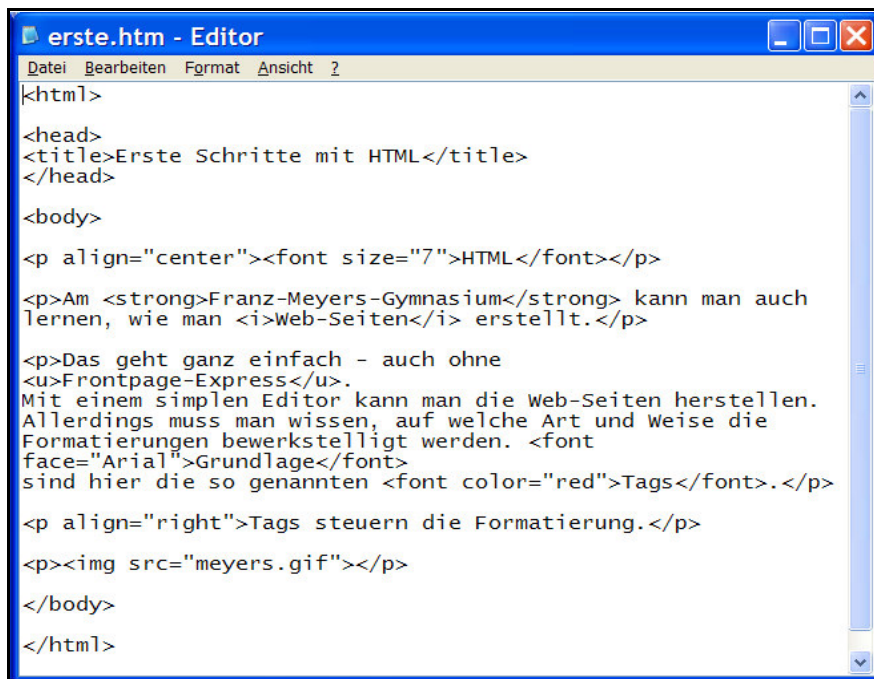 erste.htm - Editor
Datei Bearbeiten Format Ansicht ?
<html>
<head>
<title>Erste Schritte mit HTML</title>
</head>
<body>
<p align="center"><font size="7">HTML</font></p>
<p>Am <strong>Franz-Meyers-Gymnasium</strong> kann man auch
lernen, wie man <i>Web-Seiten</i> erstellt.</p>
<p>Das geht ganz einfach - auch ohne
<u>Frontpage-Express</u>.
Mit einem simplen Editor kann man die Web-Seiten herstellen.
Allerdings muss man wissen, auf welche Art und Weise die
Formatierungen bewerkstelligt werden. <font
face="Arial">Grundlage</font>
sind hier die so genannten <font color="red">Tags</font>.</p>
<p align="right">Tags steuern die Formatierung.</p>
<p><img src="meyers.gif"></p>
</body>
</html>